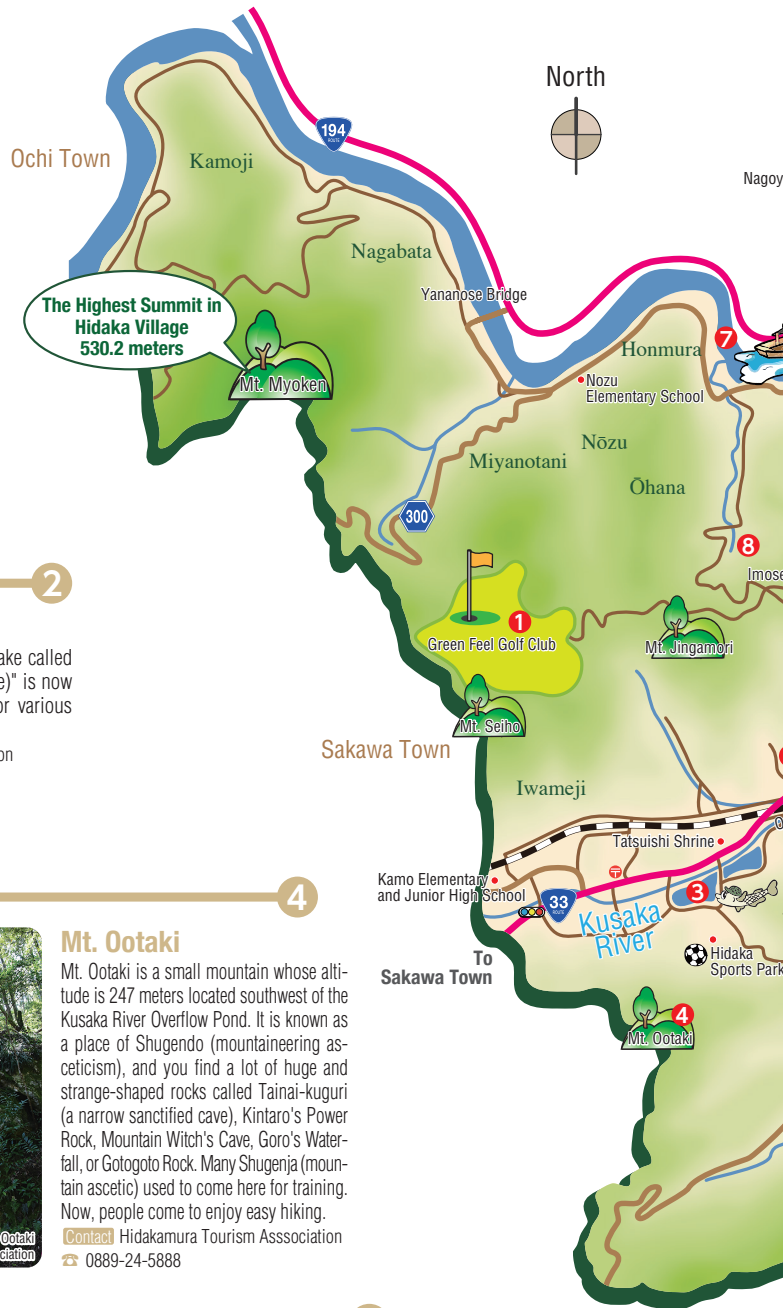 North
194
ROUTE
Ochi Town
Kamoji
Nagoy
Nagabata
Yananose Bridge
The Highest Summit in
Hidaka Village
530.2 meters
Mt. Myoken
7
Honmura
Nozu
Elementary School
Nōzu
Miyanotani
Ōhana
300
8
Imose
2
1
Green Feel Golf Club
Mt. Jingamori
ake called
e)" is now
or various
on
Mt. Seiho
Sakawa Town
Iwameji
Tatsuishi Shrine
Kamo Elementary
and Junior High School
〒
3
33
ROUTE
Kusaka
River
4
To
Sakawa Town
Hidaka
Sports Park
4
Mt. Ootaki
Mt. Ootaki
Mt. Ootaki is a small mountain whose alti-
tude is 247 meters located southwest of the
Kusaka River Overflow Pond. It is known as
a place of Shugendo (mountaineering as-
ceticism), and you find a lot of huge and
strange-shaped rocks called Tainai-kuguri
(a narrow sanctified cave), Kintaro's Power
Rock, Mountain Witch's Cave, Goro's Water-
fall, or Gotogoto Rock. Many Shugenja (moun-
tain ascetic) used to come here for training.
Now, people come to enjoy easy hiking.
Contact Hidakamura Tourism Asssociation
☎ 0889-24-5888
Ootaki
ciation